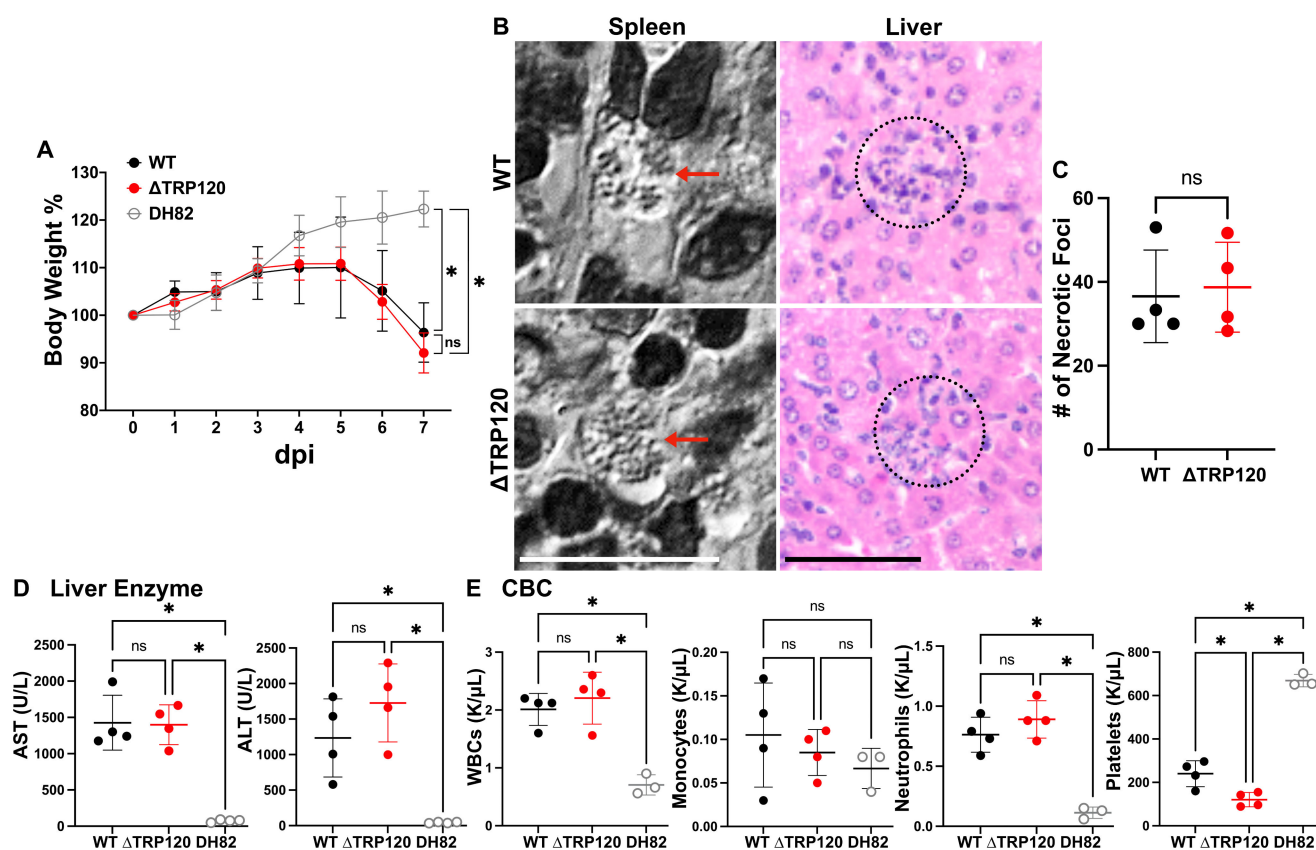 A
WT
ΔTRP120
DH82
Body Weight %
130
120
110
100
90
80
0 1 2 3 4 5 6 7
dpi
* *
ns
B
Spleen Liver
WT
ΔTRP120
C
ns
# of Necrotic Foci
60
40
20
0
WT ΔTRP120
D Liver Enzyme
*
ns *
AST (U/L)
2500
2000
1500
1000
500
0
WT ΔTRP120 DH82
*
ns *
ALT (U/L)
2500
2000
1500
1000
500
0
WT ΔTRP120 DH82
E CBC
*
ns *
WBCs (K/μL)
3
2
1
0
WT ΔTRP120 DH82
ns
ns ns
Monocytes (K/μL)
0.20
0.15
0.10
0.05
0.00
WT ΔTRP120 DH82
*
ns *
Neutrophils (K/μL)
1.5
1.0
0.5
0.0
WT ΔTRP120 DH82
*
* *
Platelets (K/μL)
800
600
400
200
0
WT ΔTRP120 DH82